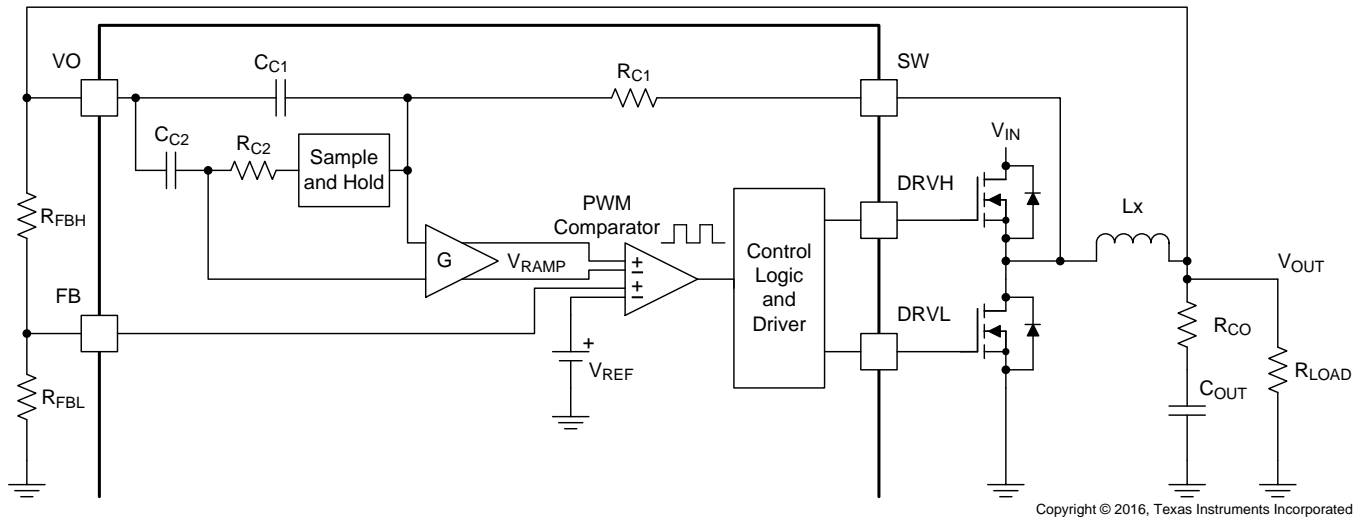 VO
CC1
RC1
SW
CC2
RC2
Sample
and Hold
VIN
DRVH
RFBH
PWM
Comparator
Lx
G
VRAMP
Control
Logic
and
Driver
VOUT
FB
+
−
+
−
DRVL
RCO
+
VREF
RLOAD
RFBL
COUT
Copyright © 2016, Texas Instruments Incorporated